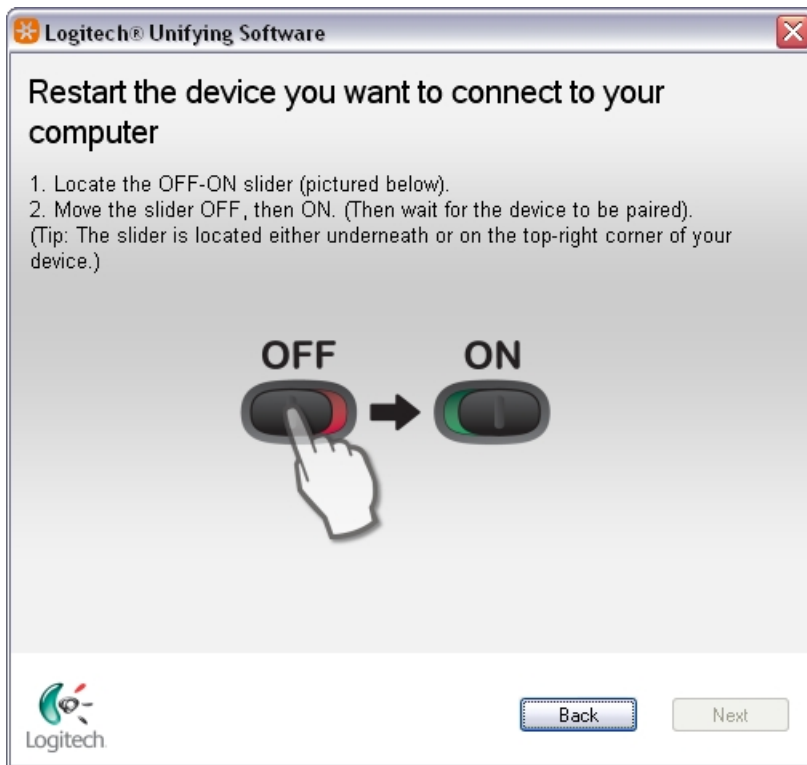 Logitech® Unifying Software
Restart the device you want to connect to your
computer
1. Locate the OFF-ON slider (pictured below).
2. Move the slider OFF, then ON. (Then wait for the device to be paired).
(Tip: The slider is located either underneath or on the top-right corner of your
device.)
OFF ON
Logitech
Back Next